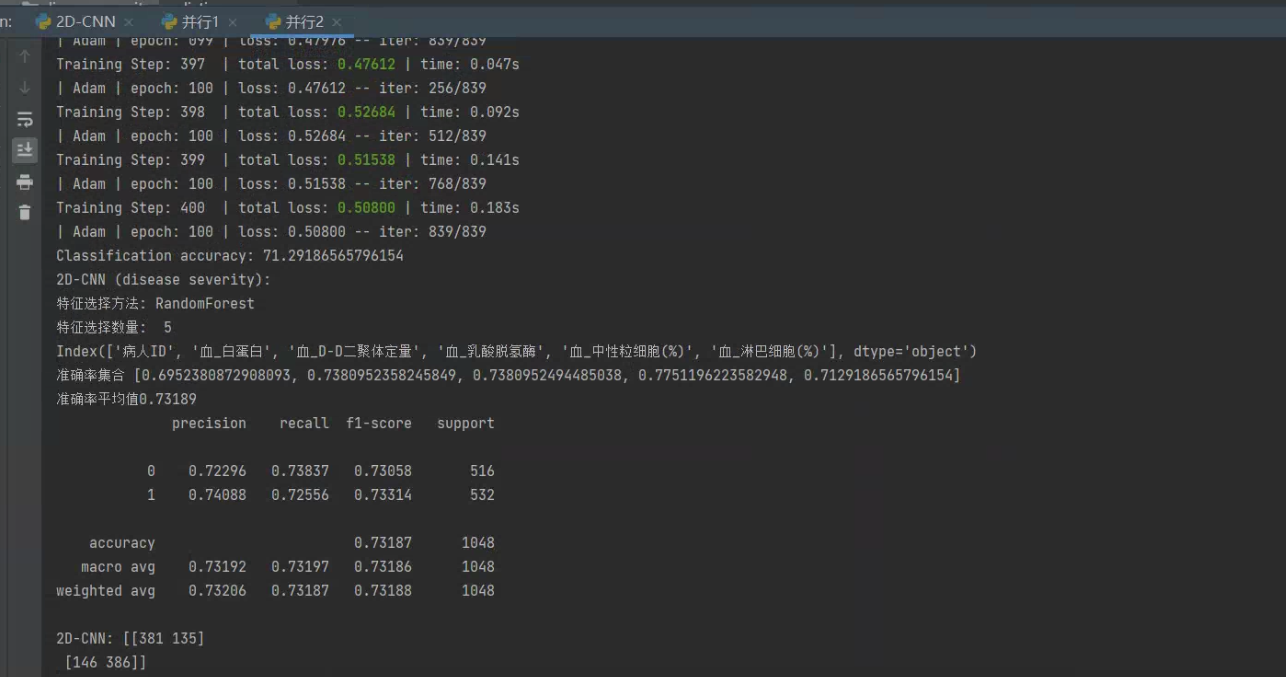 n: 2D-CNN × 并行1 × 并行2 ×
| Adam | epoch: 099 | loss: 0.47976 -- iter: 839/839
Training Step: 397  | total loss: 0.47612 | time: 0.047s
| Adam | epoch: 100 | loss: 0.47612 -- iter: 256/839
Training Step: 398  | total loss: 0.52684 | time: 0.092s
| Adam | epoch: 100 | loss: 0.52684 -- iter: 512/839
Training Step: 399  | total loss: 0.51538 | time: 0.141s
| Adam | epoch: 100 | loss: 0.51538 -- iter: 768/839
Training Step: 400  | total loss: 0.50800 | time: 0.183s
| Adam | epoch: 100 | loss: 0.50800 -- iter: 839/839
Classification accuracy: 71.29186565796154
2D-CNN (disease severity):
特征选择方法: RandomForest
特征选择数量:  5
Index(['病人ID', '血_白蛋白', '血_D-D二聚体定量', '血_乳酸脱氢酶', '血_中性粒细胞(%)', '血_淋巴细胞(%)'], dtype='object')
准确率集合 [0.6952380872908093, 0.7380952358245849, 0.7380952494485038, 0.7751196223582948, 0.7129186565796154]
准确率平均值0.73189
precision    recall  f1-score   support
0    0.72296   0.73837   0.73058       516
1    0.74088   0.72556   0.73314       532
accuracy                        0.73187      1048
macro avg    0.73192   0.73197   0.73186      1048
weighted avg    0.73206   0.73187   0.73188      1048
2D-CNN: [[381 135]
[146 386]]